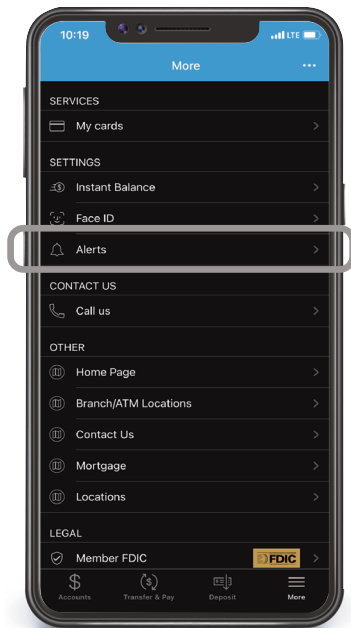 10:19
LTE
More
SERVICES
My cards
SETTINGS
Instant Balance
Face ID
Alerts
CONTACT US
Call us
OTHER
Home Page
Branch/ATM Locations
Contact Us
Mortgage
Locations
LEGAL
Member FDIC FDIC
Accounts Transfer & Pay Deposit More